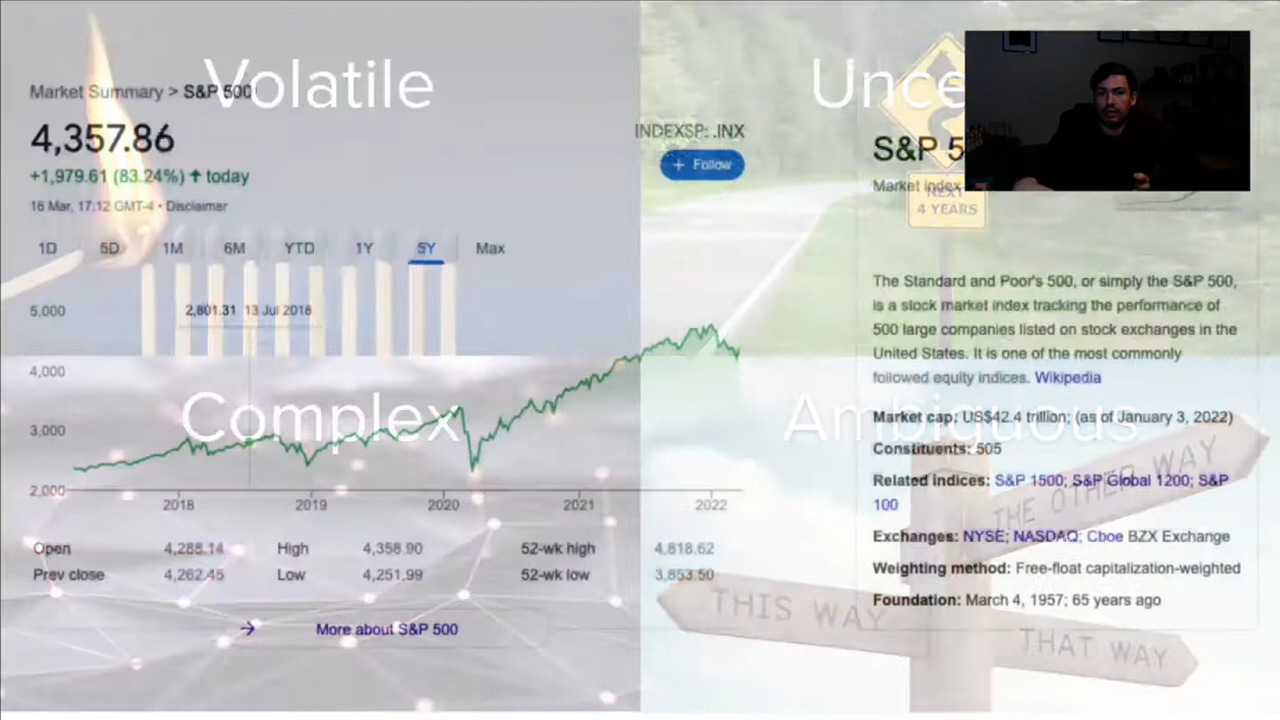 Volatile
Unce
Market Summary > S&P 500
4,357.86
+1,979.61 (83.24%) ↑ today
16 Mar, 17:12 GMT-4 • Disclaimer
INDEXSP: .INX
+ Follow
1D 5D 1M 6M YTD 1Y 5Y Max
2,801.31 13 Jul 2018
5,000
4,000
3,000
2,000
2018 2019 2020 2021 2022
Open 4,288.14 High 4,358.90 52-wk high 4,818.62
Prev close 4,262.45 Low 4,251.99 52-wk low 3,853.50
→ More about S&P 500
S&P 5
Market index
NEXT
4 YEARS
The Standard and Poor's 500, or simply the S&P 500,
is a stock market index tracking the performance of
500 large companies listed on stock exchanges in the
United States. It is one of the most commonly
followed equity indices. Wikipedia
Market cap: US$42.4 trillion; (as of January 3, 2022)
Constituents: 505
Related indices: S&P 1500; S&P Global 1200; S&P
100
Exchanges: NYSE; NASDAQ; Cboe BZX Exchange
Weighting method: Free-float capitalization-weighted
Foundation: March 4, 1957; 65 years ago
Complex
Ambiguous
THE OTHER WAY
THIS WAY
THAT WAY